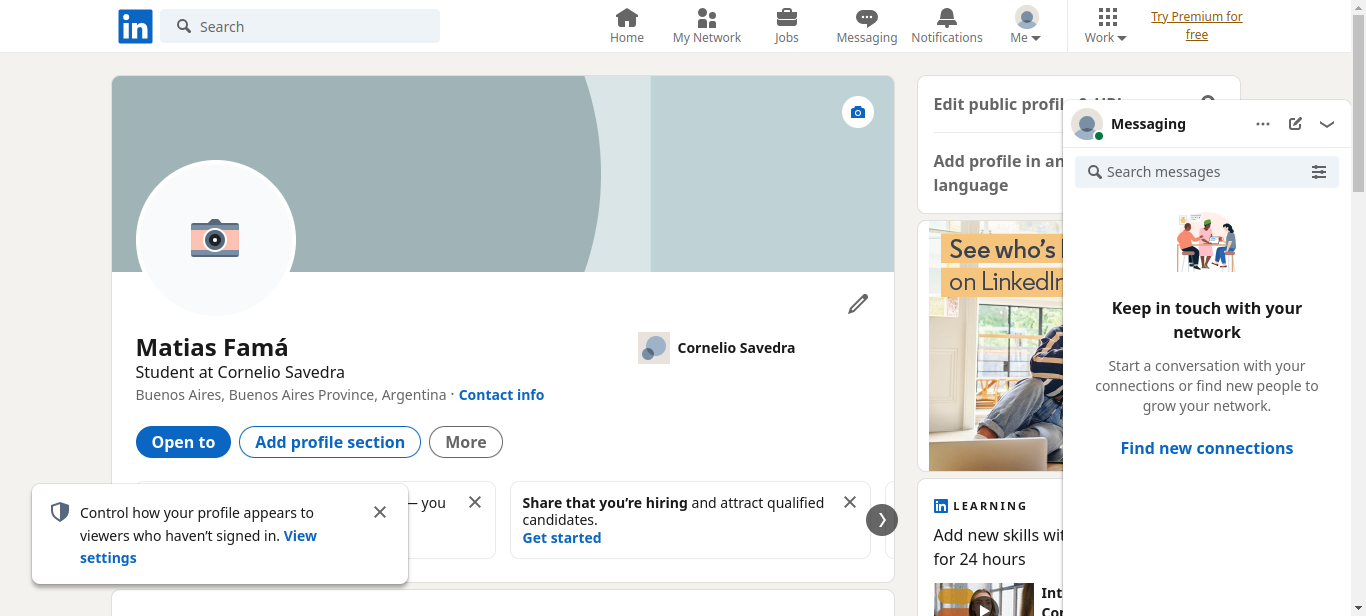 in
Search
Home
My Network
Jobs
Messaging
Notifications
Me
Work
Try Premium for
free
Edit public profil
Add profile in an
language
See who's
on LinkedIn
Matias Famá
Student at Cornelio Savedra
Buenos Aires, Buenos Aires Province, Argentina · Contact info
Cornelio Savedra
Open to
Add profile section
More
— you
Share that you're hiring and attract qualified
candidates.
Get started
Control how your profile appears to
viewers who haven't signed in. View
settings
in LEARNING
Add new skills wit
for 24 hours
Int
Cor
Messaging
Search messages
Keep in touch with your
network
Start a conversation with your
connections or find new people to
grow your network.
Find new connections